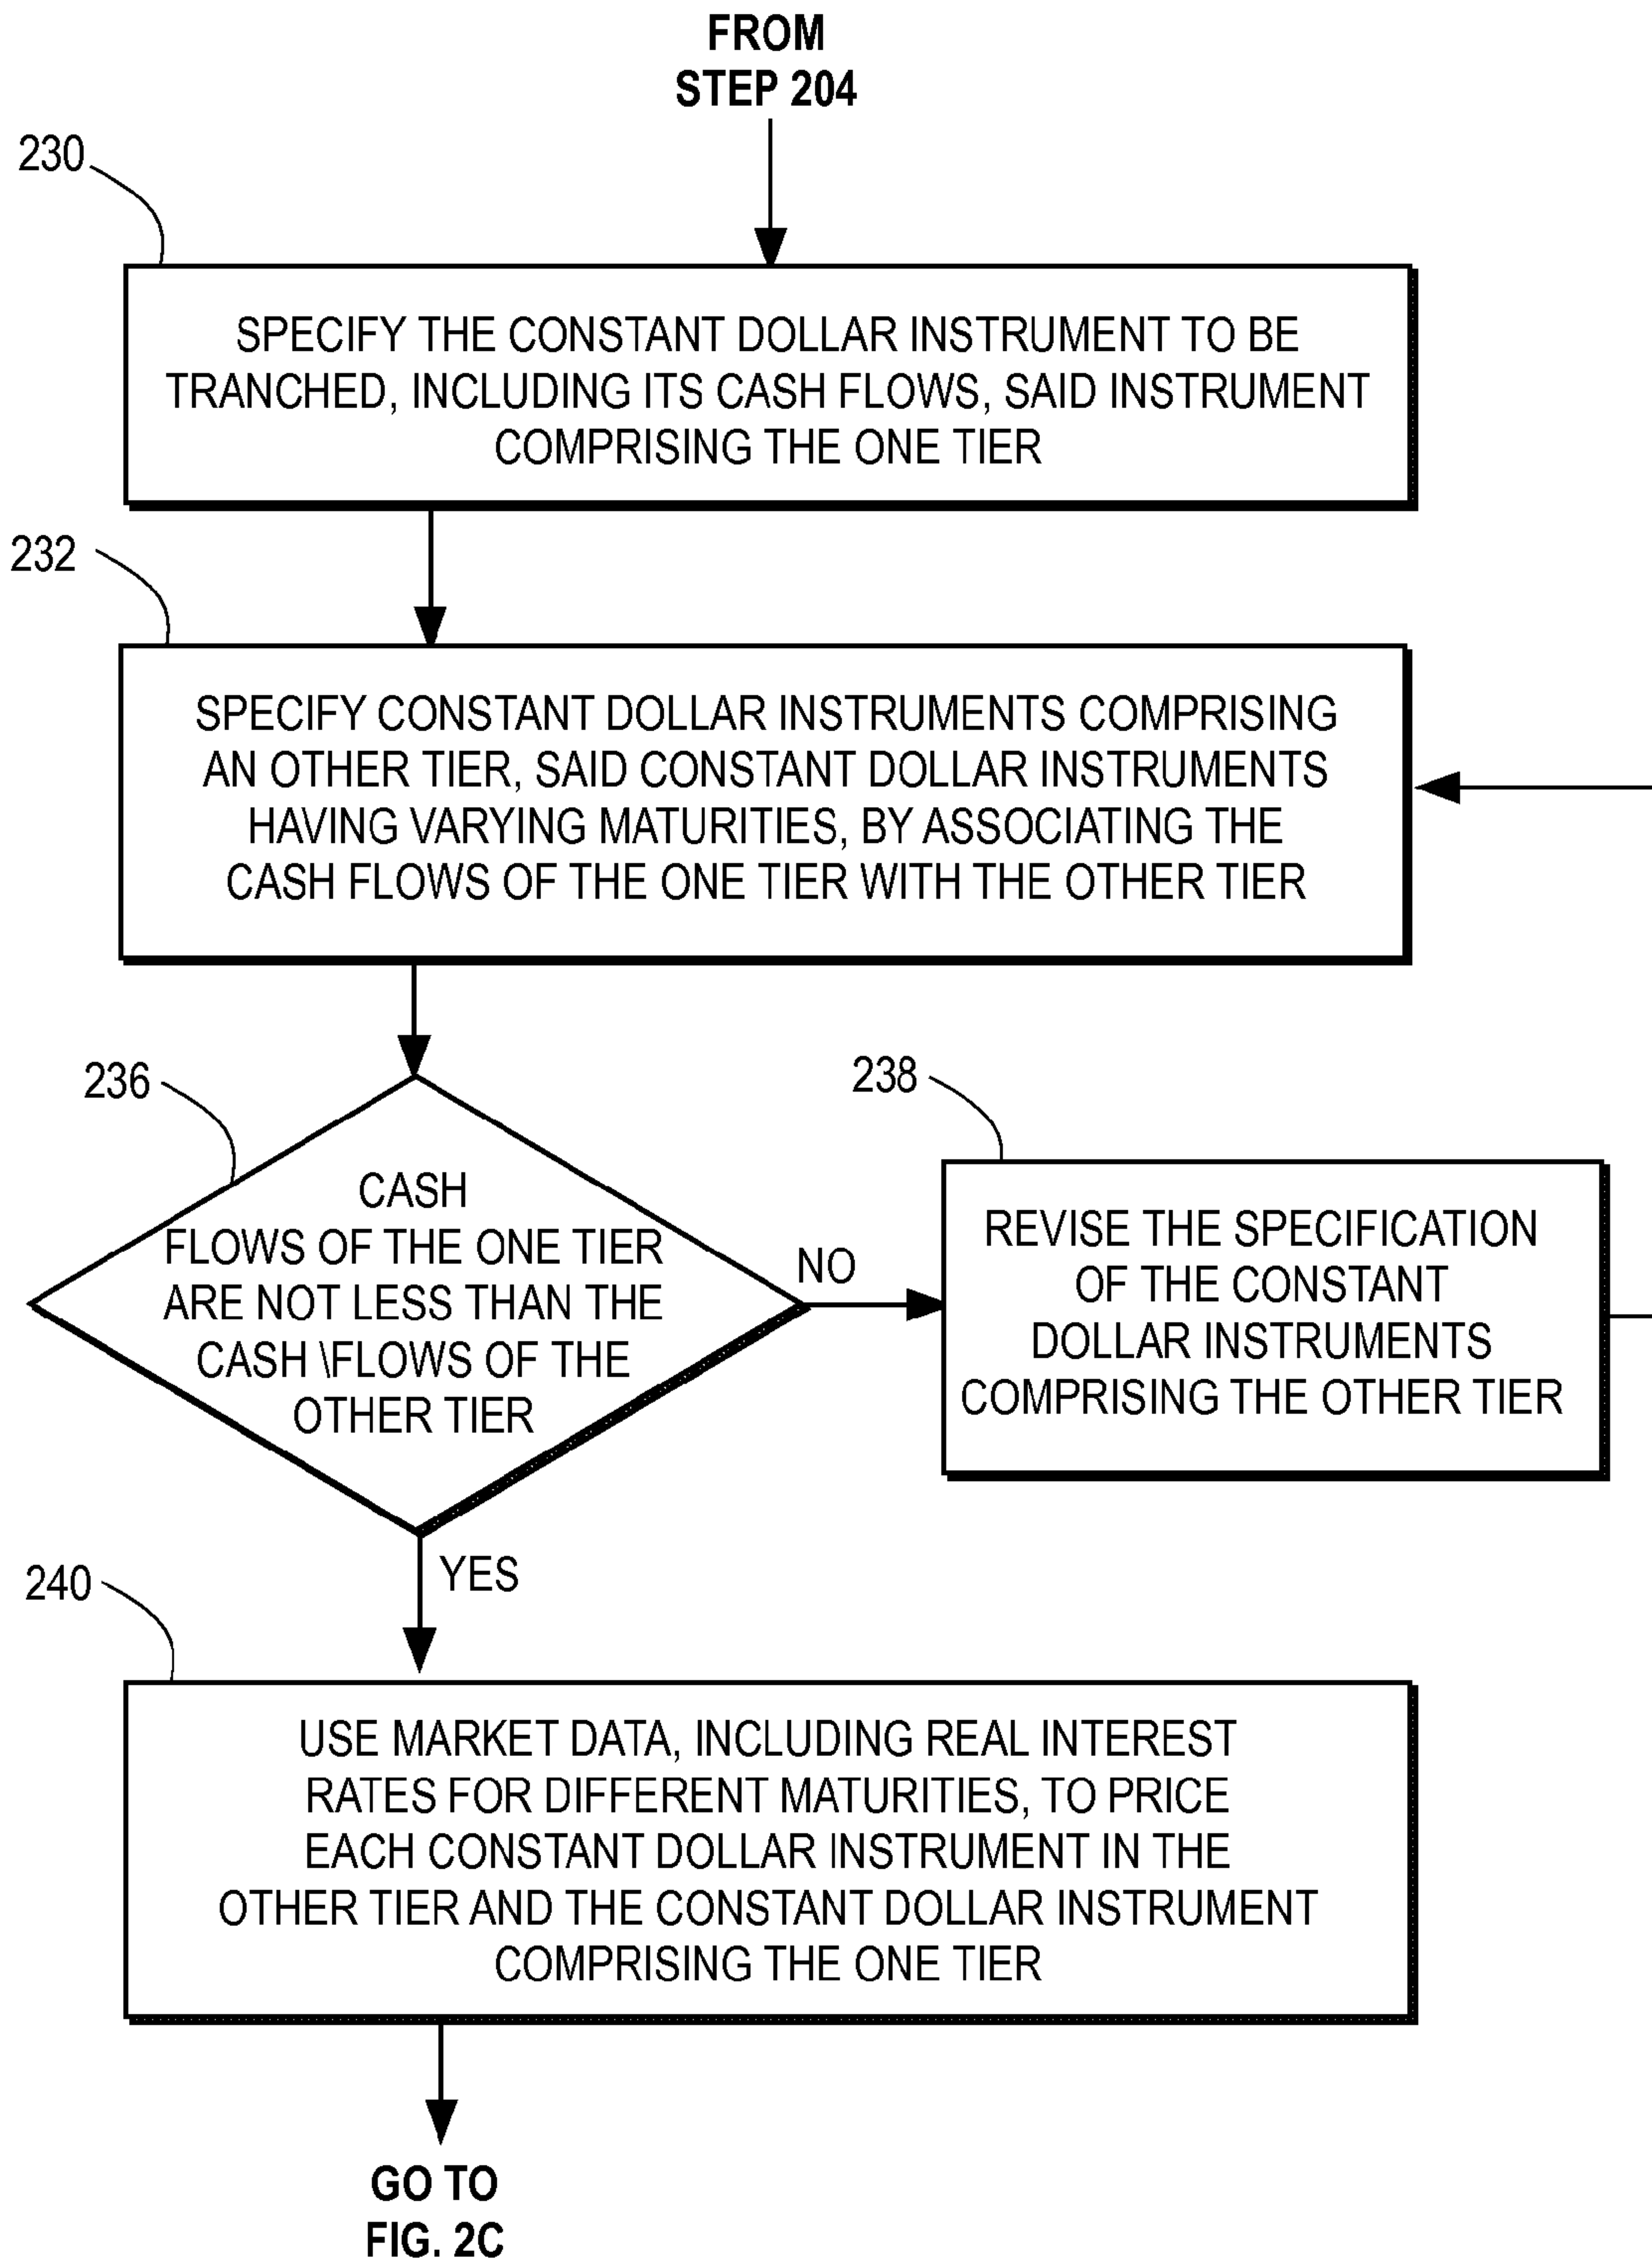 FROM
STEP 204
230
SPECIFY THE CONSTANT DOLLAR INSTRUMENT TO BE
TRANCHED, INCLUDING ITS CASH FLOWS, SAID INSTRUMENT
COMPRISING THE ONE TIER
232
SPECIFY CONSTANT DOLLAR INSTRUMENTS COMPRISING
AN OTHER TIER, SAID CONSTANT DOLLAR INSTRUMENTS
HAVING VARYING MATURITIES, BY ASSOCIATING THE
CASH FLOWS OF THE ONE TIER WITH THE OTHER TIER
236
CASH
FLOWS OF THE ONE TIER
ARE NOT LESS THAN THE
CASH \FLOWS OF THE
OTHER TIER
NO
238
REVISE THE SPECIFICATION
OF THE CONSTANT
DOLLAR INSTRUMENTS
COMPRISING THE OTHER TIER
YES
240
USE MARKET DATA, INCLUDING REAL INTEREST
RATES FOR DIFFERENT MATURITIES, TO PRICE
EACH CONSTANT DOLLAR INSTRUMENT IN THE
OTHER TIER AND THE CONSTANT DOLLAR INSTRUMENT
COMPRISING THE ONE TIER
GO TO
FIG. 2C